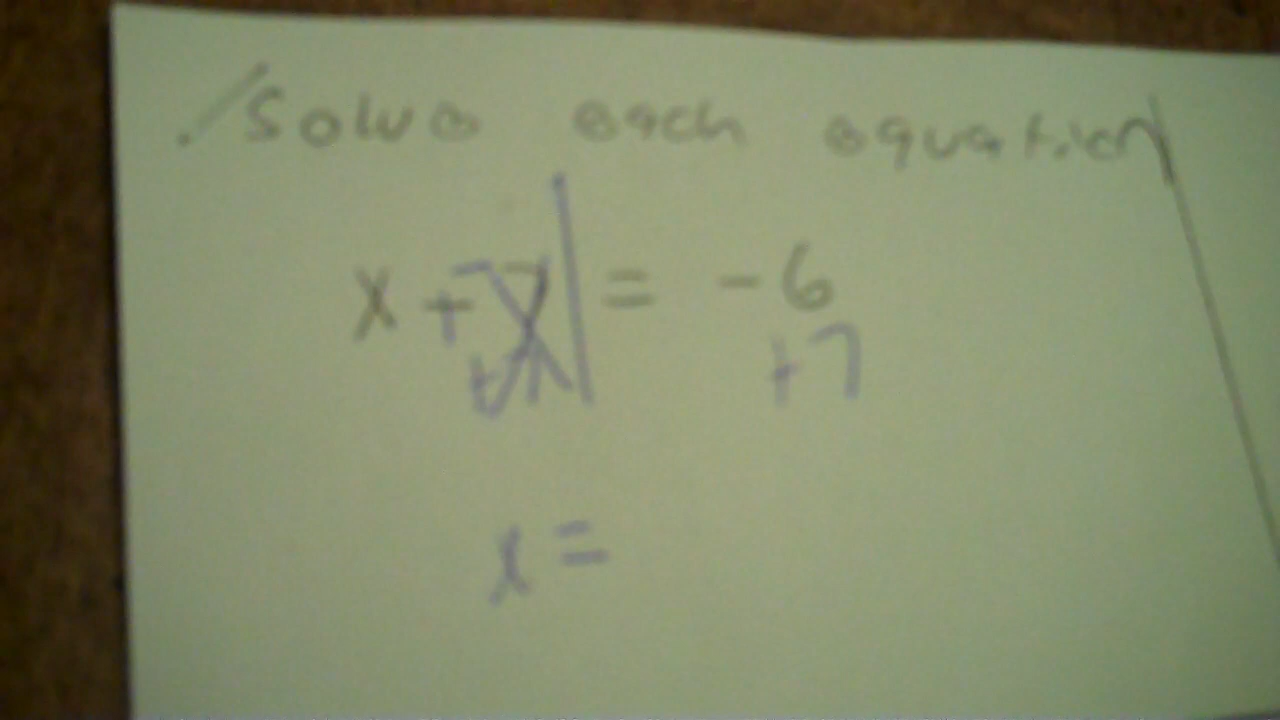 Solve each equation
x + -7 = -6
+7 +7
x =